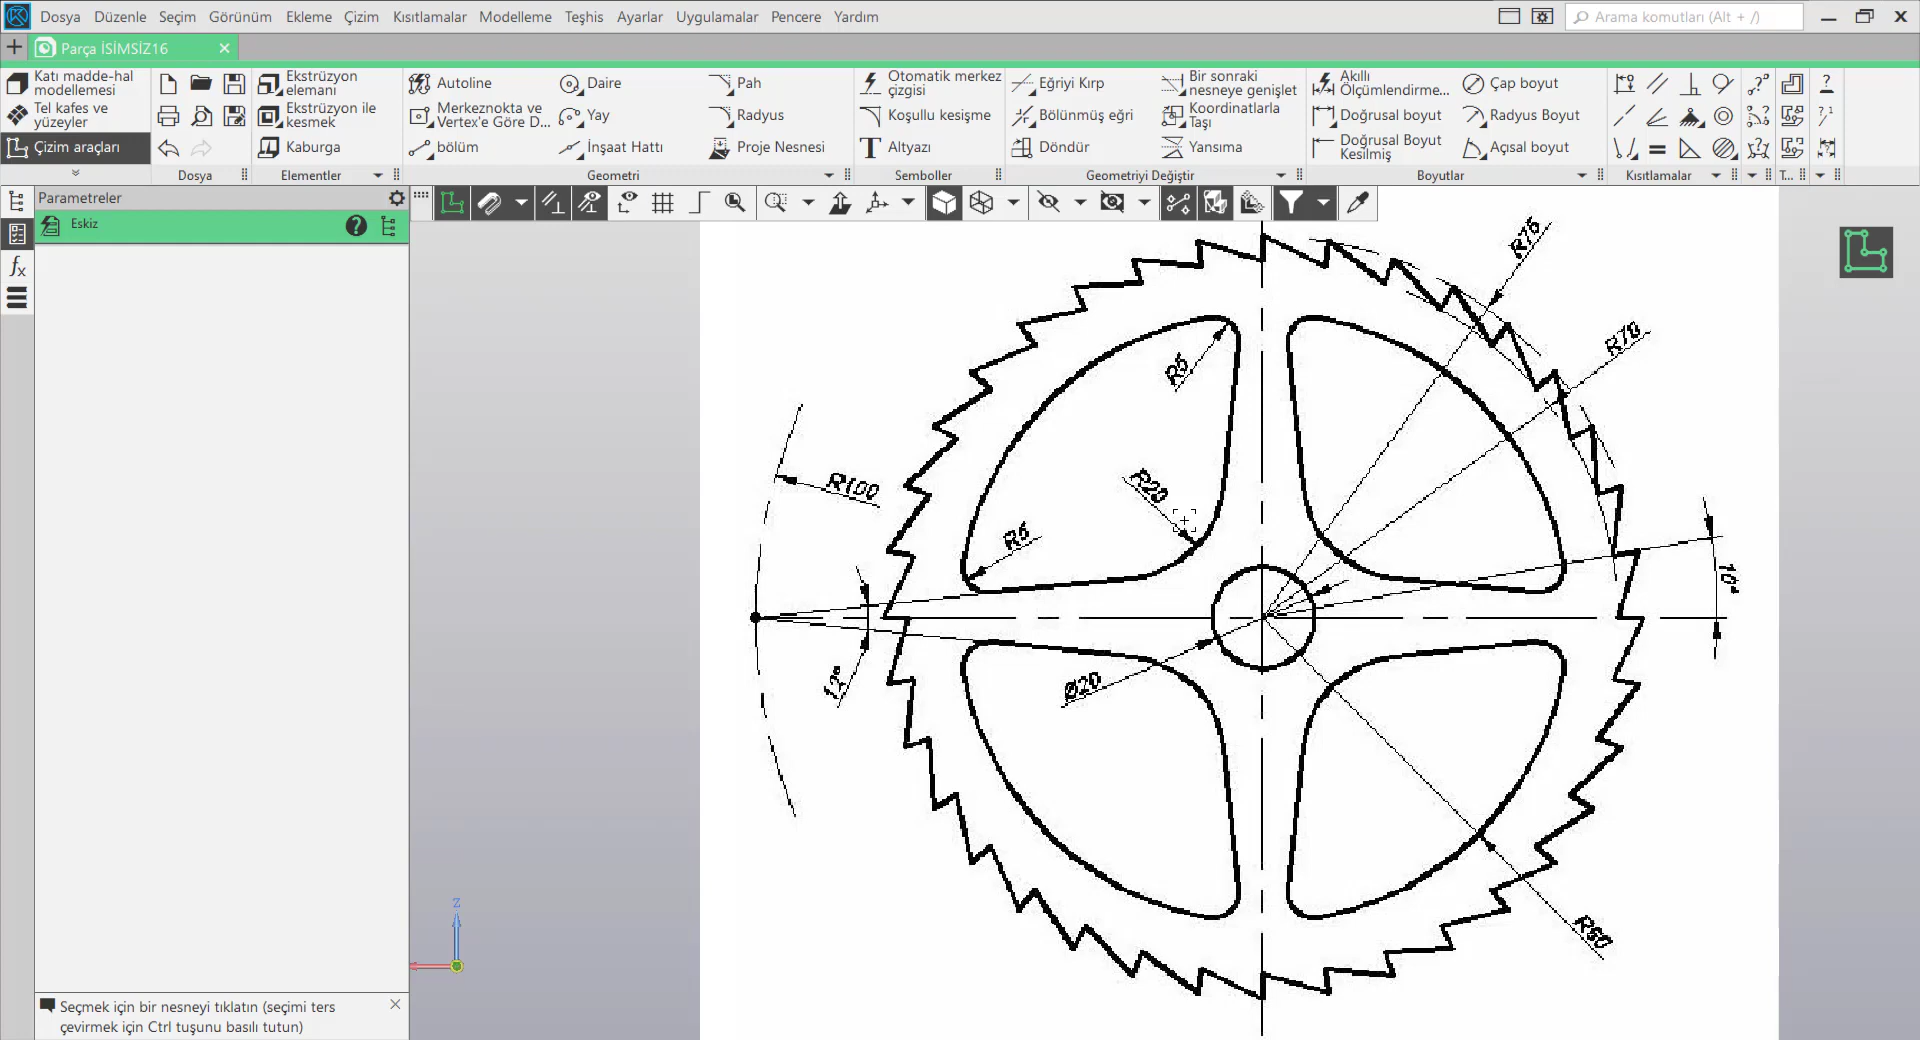 Dosya Düzenle Seçim Görünüm Ekleme Çizim Kısıtlamalar Modelleme Teşhis Ayarlar Uygulamalar Pencere Yardım
Arama komutları (Alt + /)
Parça İSİMSİZ16
Katı madde-hal
modellemesi
Tel kafes ve
yüzeyler
Çizim araçları
Dosya
Ekstrüzyon
elemanı
Ekstrüzyon ile
kesmek
Kaburga
Elementler
Autoline
Merkeznokta ve
Vertex'e Göre D...
bölüm
Daire
Yay
İnşaat Hattı
Pah
Radyus
Proje Nesnesi
Geometri
Otomatik merkez
çizgisi
Koşullu kesişme
Altyazı
Semboller
Eğriyi Kırp
Bölünmüş eğri
Döndür
Bir sonraki
nesneye genişlet
Koordinatlarla
Taşı
Yansıma
Geometriyi Değiştir
Akıllı
Ölçümlendirme...
Doğrusal boyut
Doğrusal Boyut
Kesilmiş
Çap boyut
Radyus Boyut
Açısal boyut
Boyutlar
Kısıtlamalar
T...
Parametreler
Eskiz
R75
R70
R5
R100
R20
R5
10°
12°
Ø20
R60
Z
Seçmek için bir nesneyi tıklatın (seçimi ters
çevirmek için Ctrl tuşunu basılı tutun)